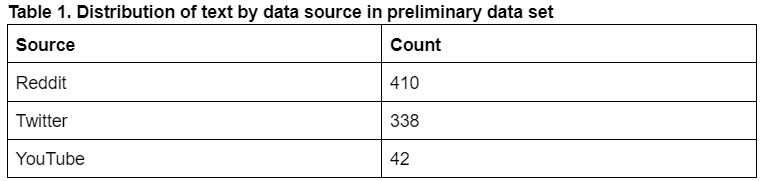 Table 1. Distribution of text by data source in preliminary data set
Source Count
Reddit 410
Twitter 338
YouTube 42